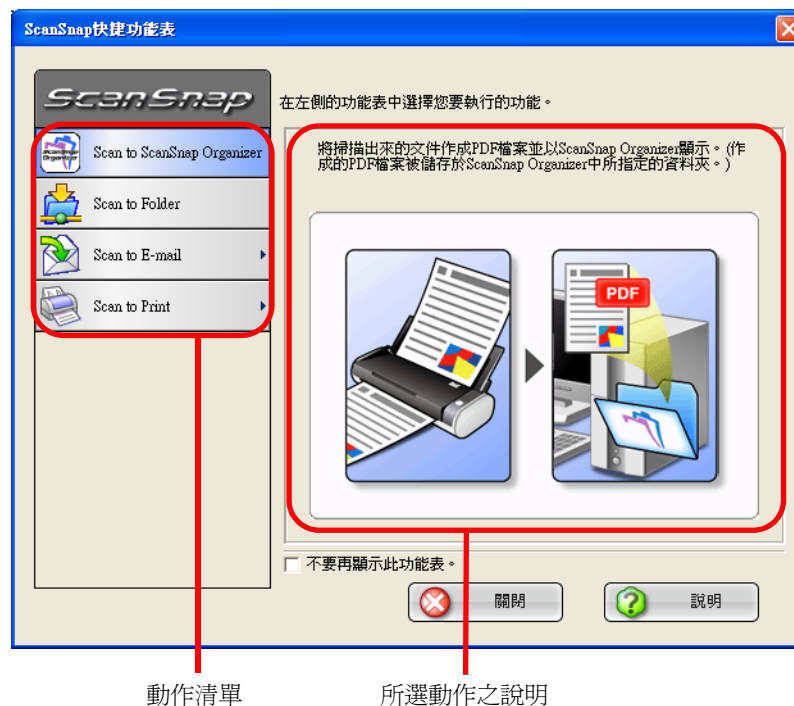 ScanSnap快捷功能表
ScanSnap
在左側的功能表中選擇您要執行的功能。
Scan to ScanSnap Organizer
Scan to Folder
Scan to E-mail
Scan to Print
將掃描出來的文件作成PDF檔案並以ScanSnap Organizer顯示。(作
成的PDF檔案被儲存於ScanSnap Organizer中所指定的資料夾。)
PDF
不要再顯示此功能表。
關閉
說明
動作清單
所選動作之說明